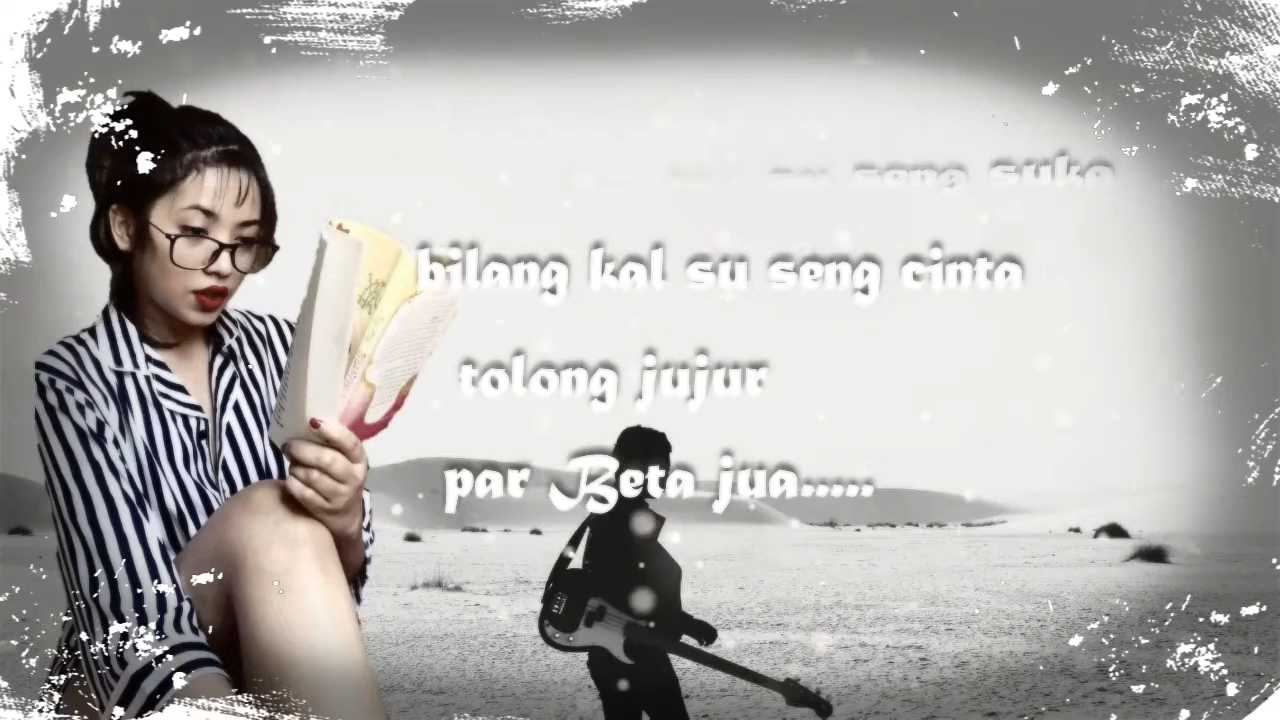 seng suka
bilang kal su seng cinta
tolong jujur
par Beta jua.....